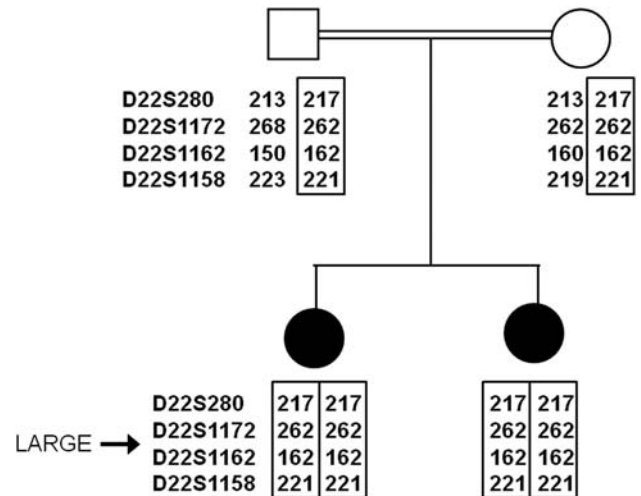 D22S280 213 217 213 217
D22S1172 268 262 262 262
D22S1162 150 162 160 162
D22S1158 223 221 219 221
D22S280 217 217 217 217
D22S1172 262 262 262 262
LARGE
D22S1162 162 162 162 162
D22S1158 221 221 221 221